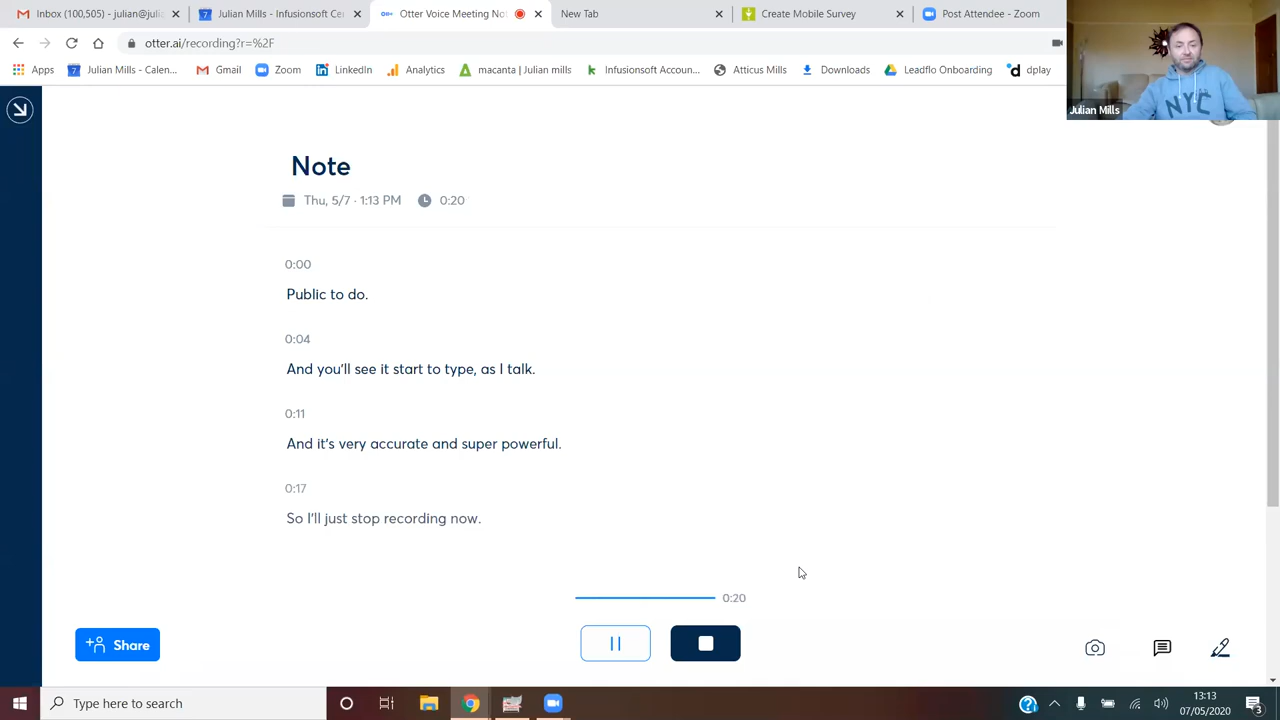 Inbox (100,505) - julian@juli
Julian Mills - Infusionsoft Cer
Otter Voice Meeting No
New Tab
Create Mobile Survey
Post Attendee - Zoom
otter.ai/recording?r=%2F
Apps
Julian Mills - Calen...
Gmail
Zoom
LinkedIn
Analytics
macanta | Julian mills
Infusionsoft Accoun...
Atticus Mills
Downloads
Leadflo Onboarding
dplay
NYC
Julian Mills
Note
Thu, 5/7 · 1:13 PM
0:20
0:00
Public to do.
0:04
And you'll see it start to type, as I talk.
0:11
And it's very accurate and super powerful.
0:17
So I'll just stop recording now.
0:20
Share
Type here to search
13:13
07/05/2020
3